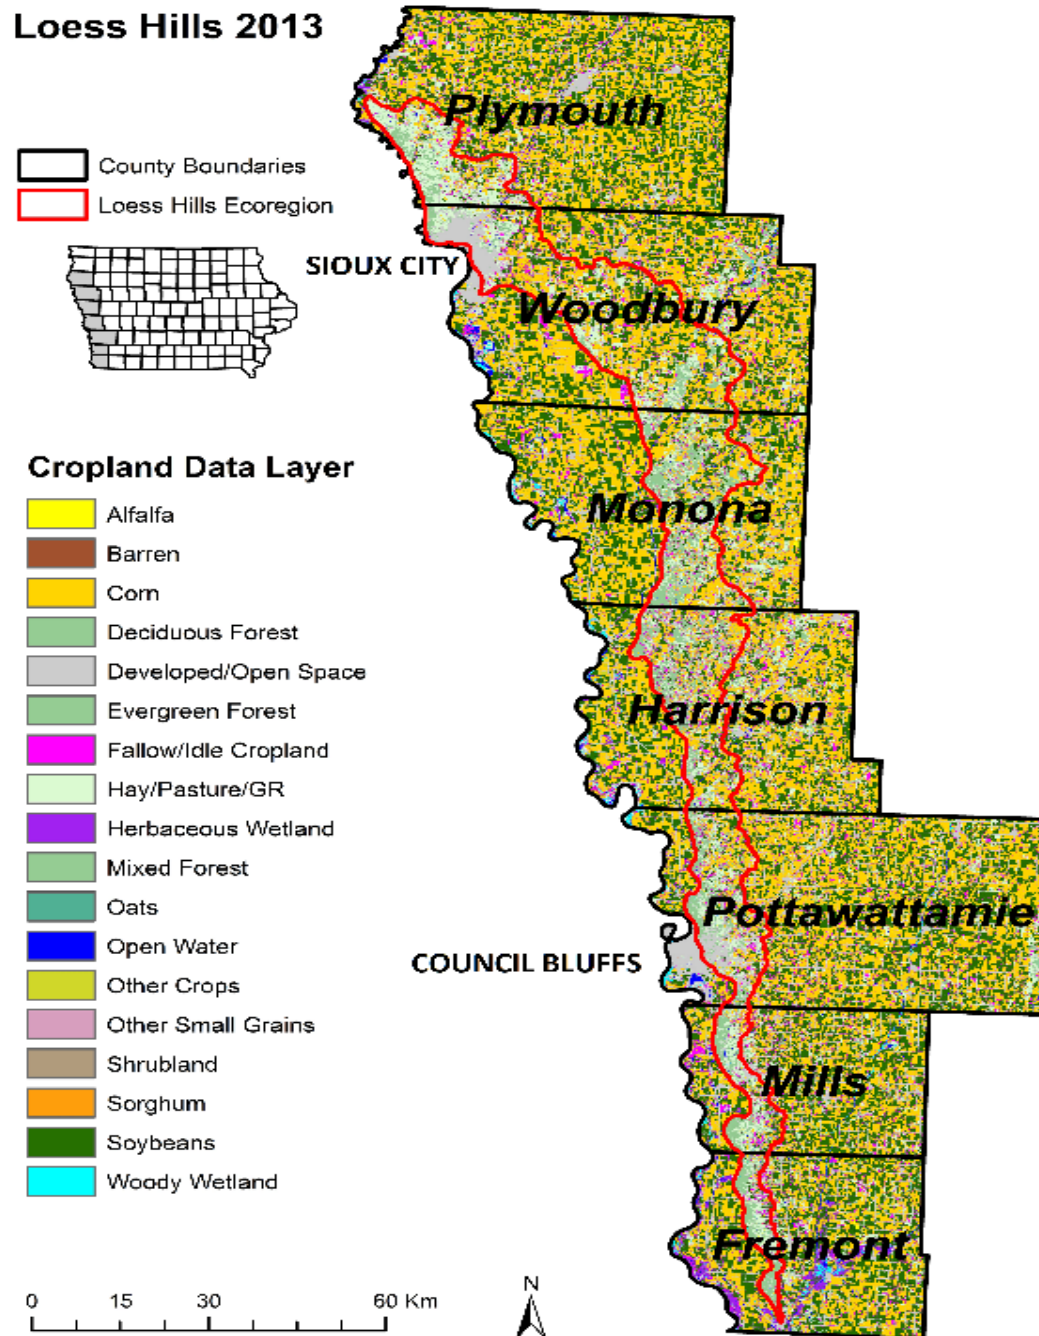 Loess Hills 2013
County Boundaries
Loess Hills Ecoregion
SIOUX CITY
Plymouth
Woodbury
Monona
Harrison
Pottawattamie
COUNCIL BLUFFS
Mills
Fremont
Cropland Data Layer
Alfalfa
Barren
Corn
Deciduous Forest
Developed/Open Space
Evergreen Forest
Fallow/Idle Cropland
Hay/Pasture/GR
Herbaceous Wetland
Mixed Forest
Oats
Open Water
Other Crops
Other Small Grains
Shrubland
Sorghum
Soybeans
Woody Wetland
0 15 30 60 Km
N